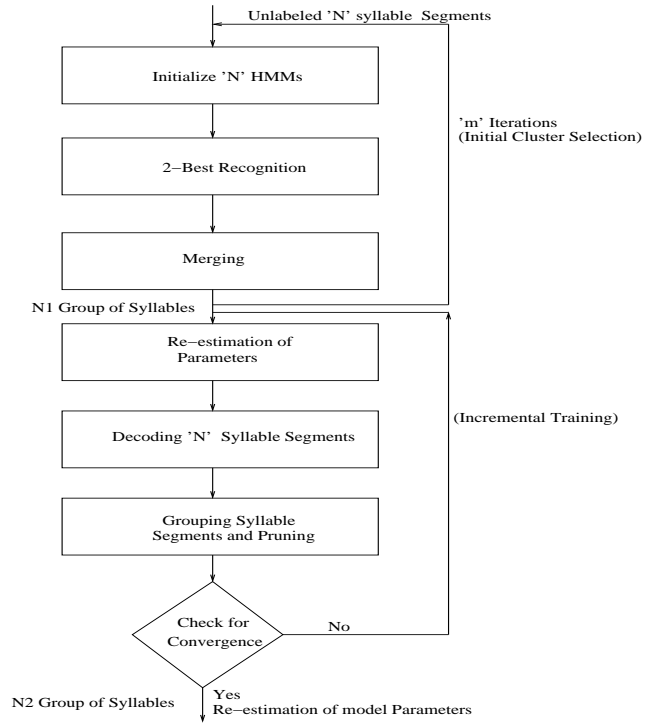 Unlabeled 'N' syllable Segments
Initialize 'N' HMMs
'm' Iterations
(Initial Cluster Selection)
2-Best Recognition
Merging
N1 Group of Syllables
Re-estimation of
Parameters
(Incremental Training)
Decoding 'N' Syllable Segments
Grouping Syllable
Segments and Pruning
Check for
Convergence
No
Yes
N2 Group of Syllables
Re-estimation of model Parameters